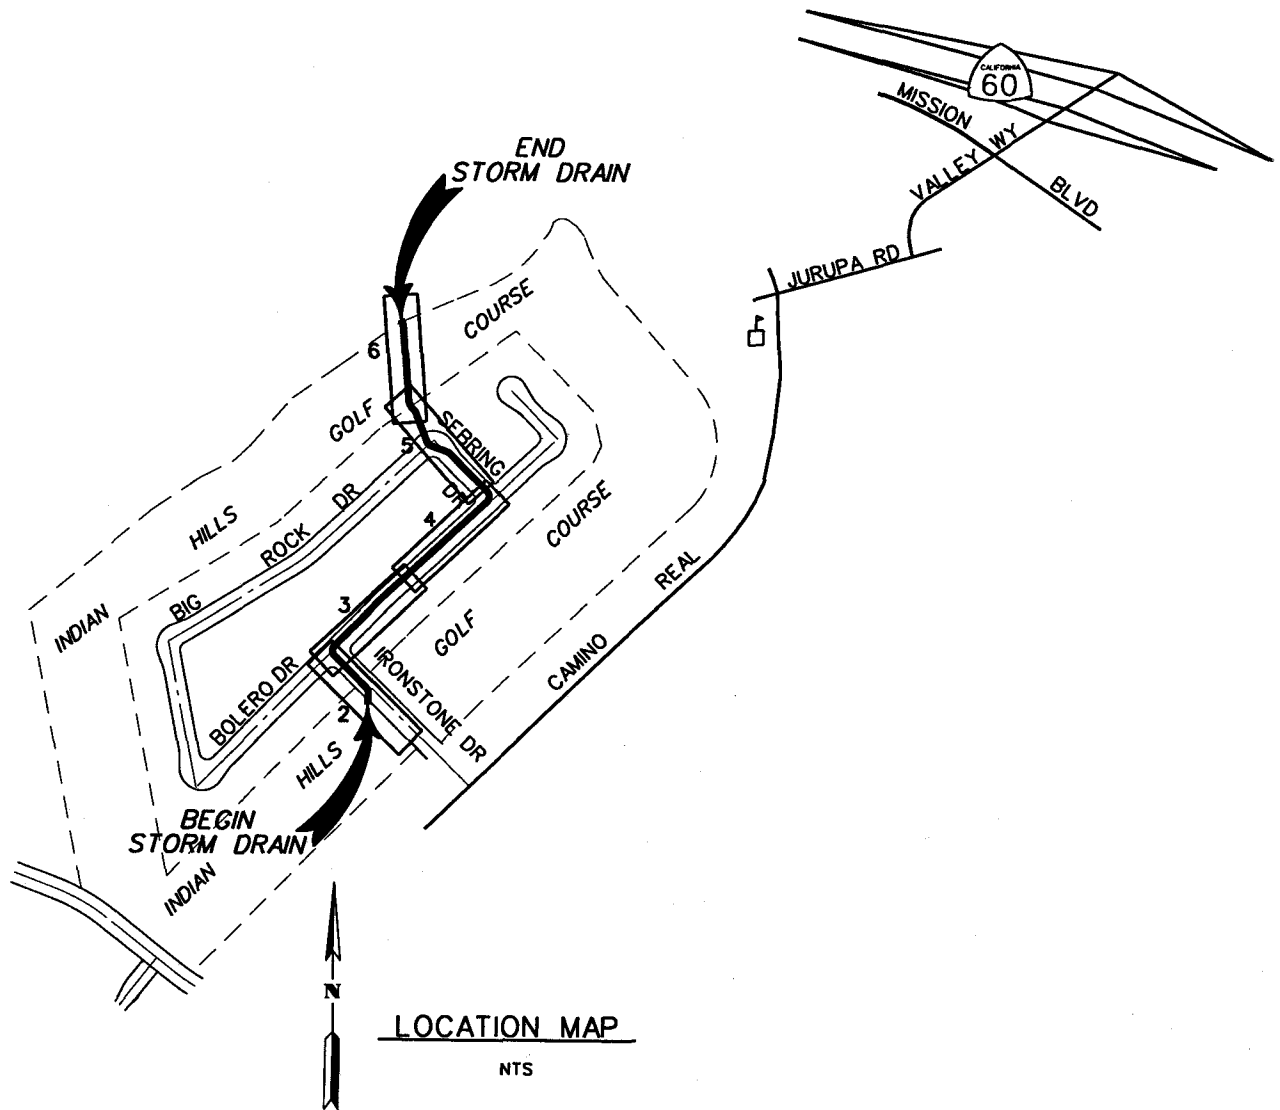 CALIFORNIA
60
MISSION
BLVD
VALLEY WY
JURUPA RD
END
STORM DRAIN
COURSE
6
GOLF
5
SEBRING
DR
HILLS
ROCK
DR
BIG
INDIAN
4
COURSE
3
GOLF
REAL
CAMINO
IRONSTONE DR
BOLERO DR
2
HILLS
BEGIN
STORM DRAIN
INDIAN
N
LOCATION MAP
NTS